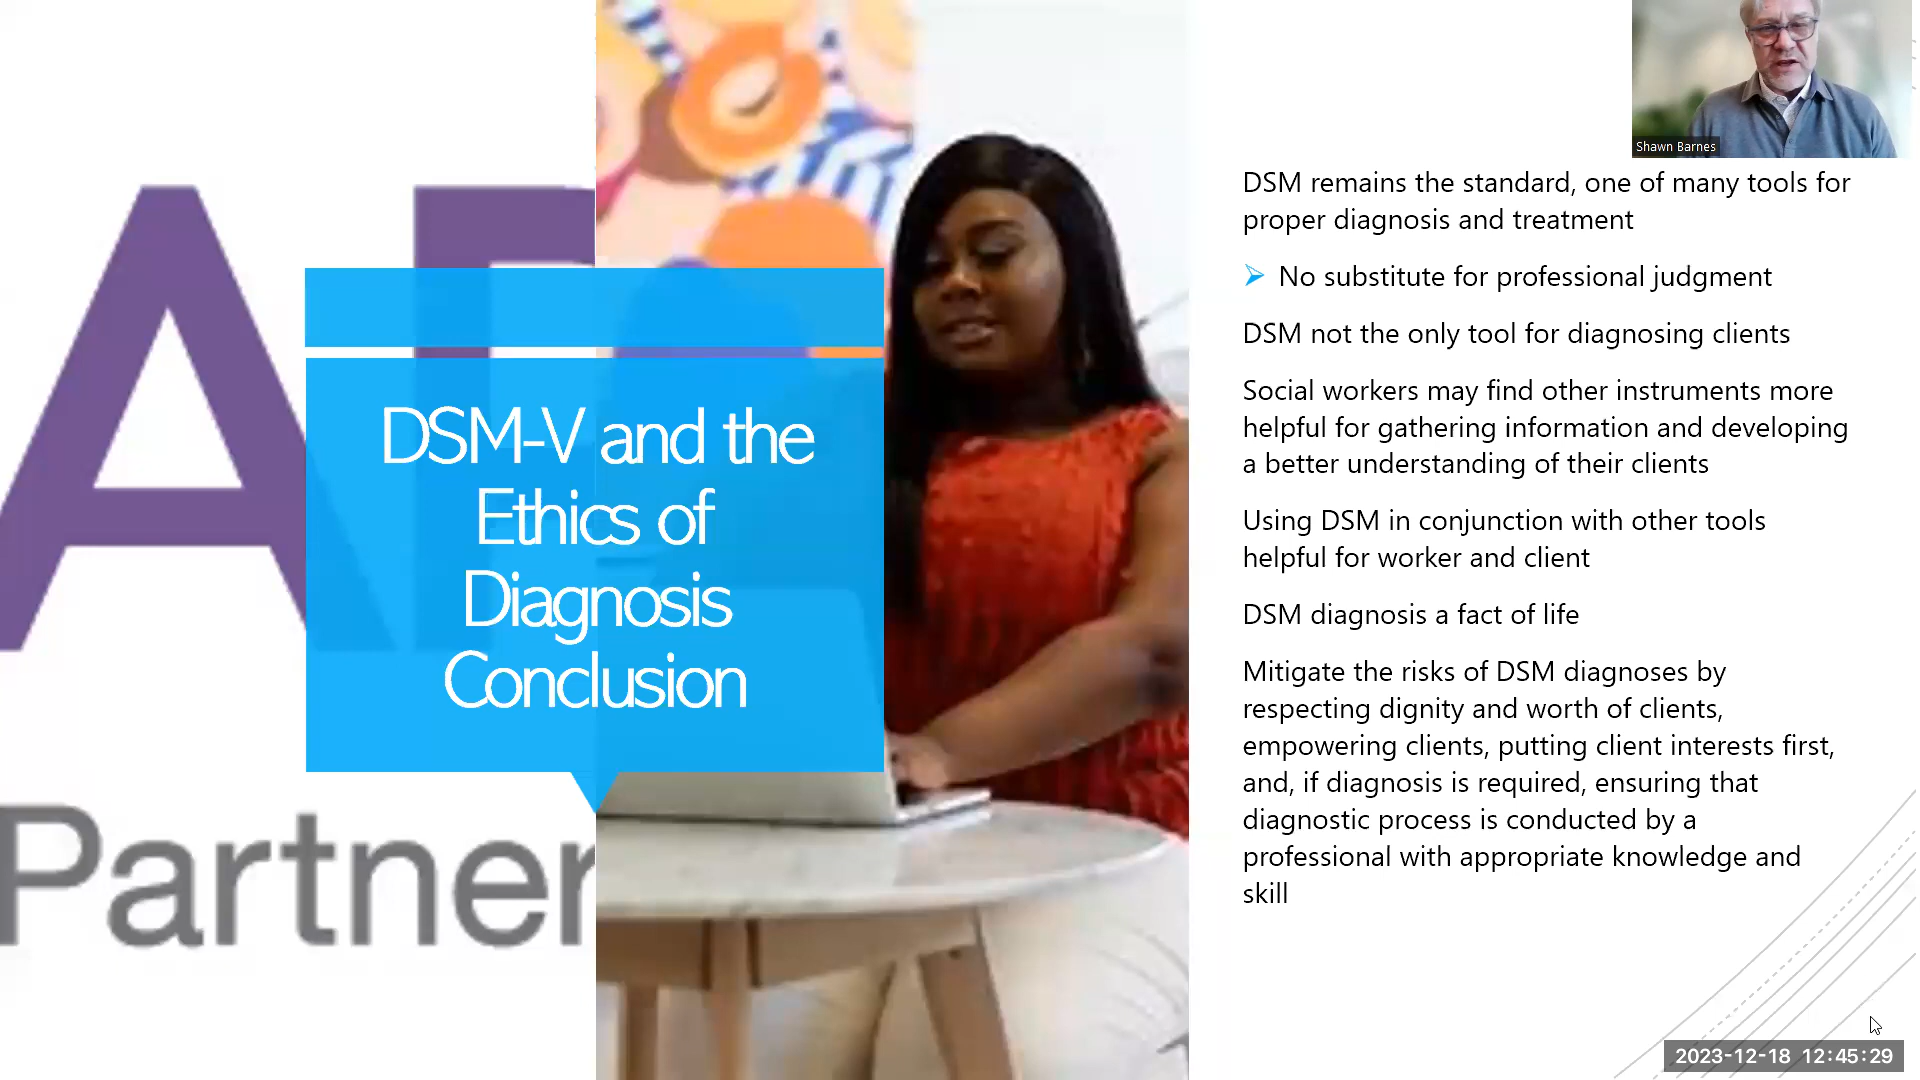 A
Partner
DSM-V and the
Ethics of
Diagnosis
Conclusion
Shawn Barnes
DSM remains the standard, one of many tools for
proper diagnosis and treatment
No substitute for professional judgment
DSM not the only tool for diagnosing clients
Social workers may find other instruments more
helpful for gathering information and developing
a better understanding of their clients
Using DSM in conjunction with other tools
helpful for worker and client
DSM diagnosis a fact of life
Mitigate the risks of DSM diagnoses by
respecting dignity and worth of clients,
empowering clients, putting client interests first,
and, if diagnosis is required, ensuring that
diagnostic process is conducted by a
professional with appropriate knowledge and
skill
2023-12-18 12:45:29